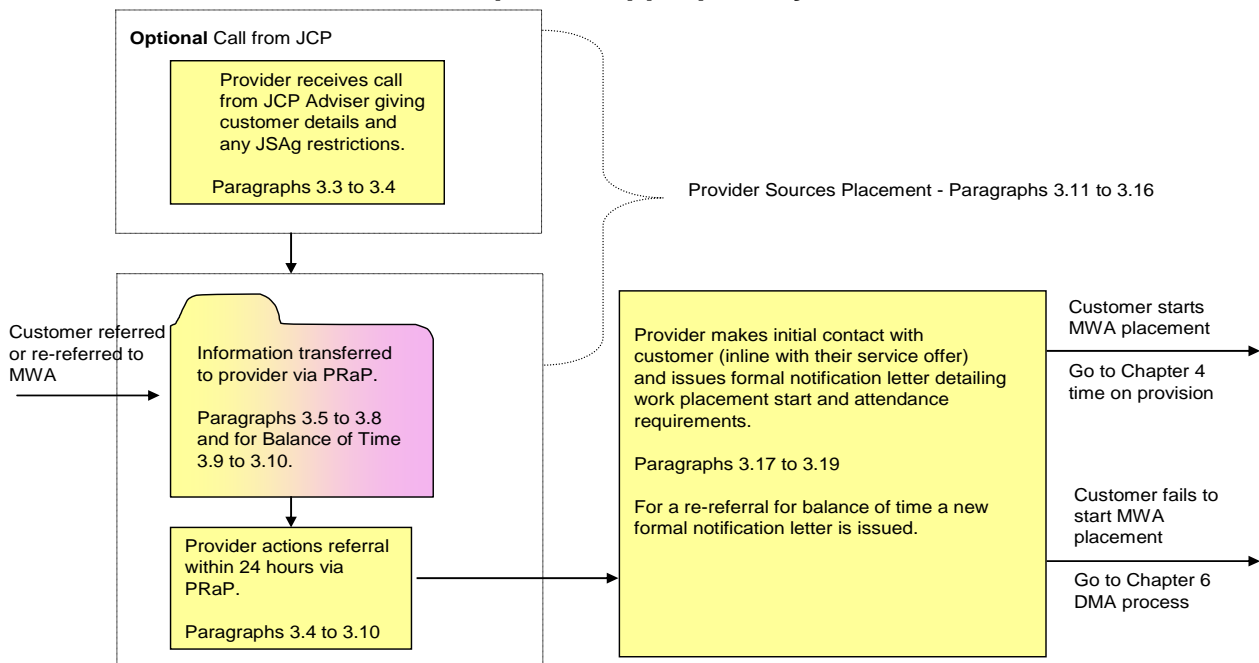 Optional Call from JCP
Provider receives call
from JCP Adviser giving
customer details and
any JSAg restrictions.
Paragraphs 3.3 to 3.4
Provider Sources Placement - Paragraphs 3.11 to 3.16
Customer referred
or re-referred to
MWA
Information transferred
to provider via PRaP.
Paragraphs 3.5 to 3.8
and for Balance of Time
3.9 to 3.10.
Provider actions referral
within 24 hours via
PRaP.
Paragraphs 3.4 to 3.10
Provider makes initial contact with
customer (inline with their service offer)
and issues formal notification letter detailing
work placement start and attendance
requirements.
Paragraphs 3.17 to 3.19
For a re-referral for balance of time a new
formal notification letter is issued.
Customer starts
MWA placement
Go to Chapter 4
time on provision
Customer fails to
start MWA
placement
Go to Chapter 6
DMA process